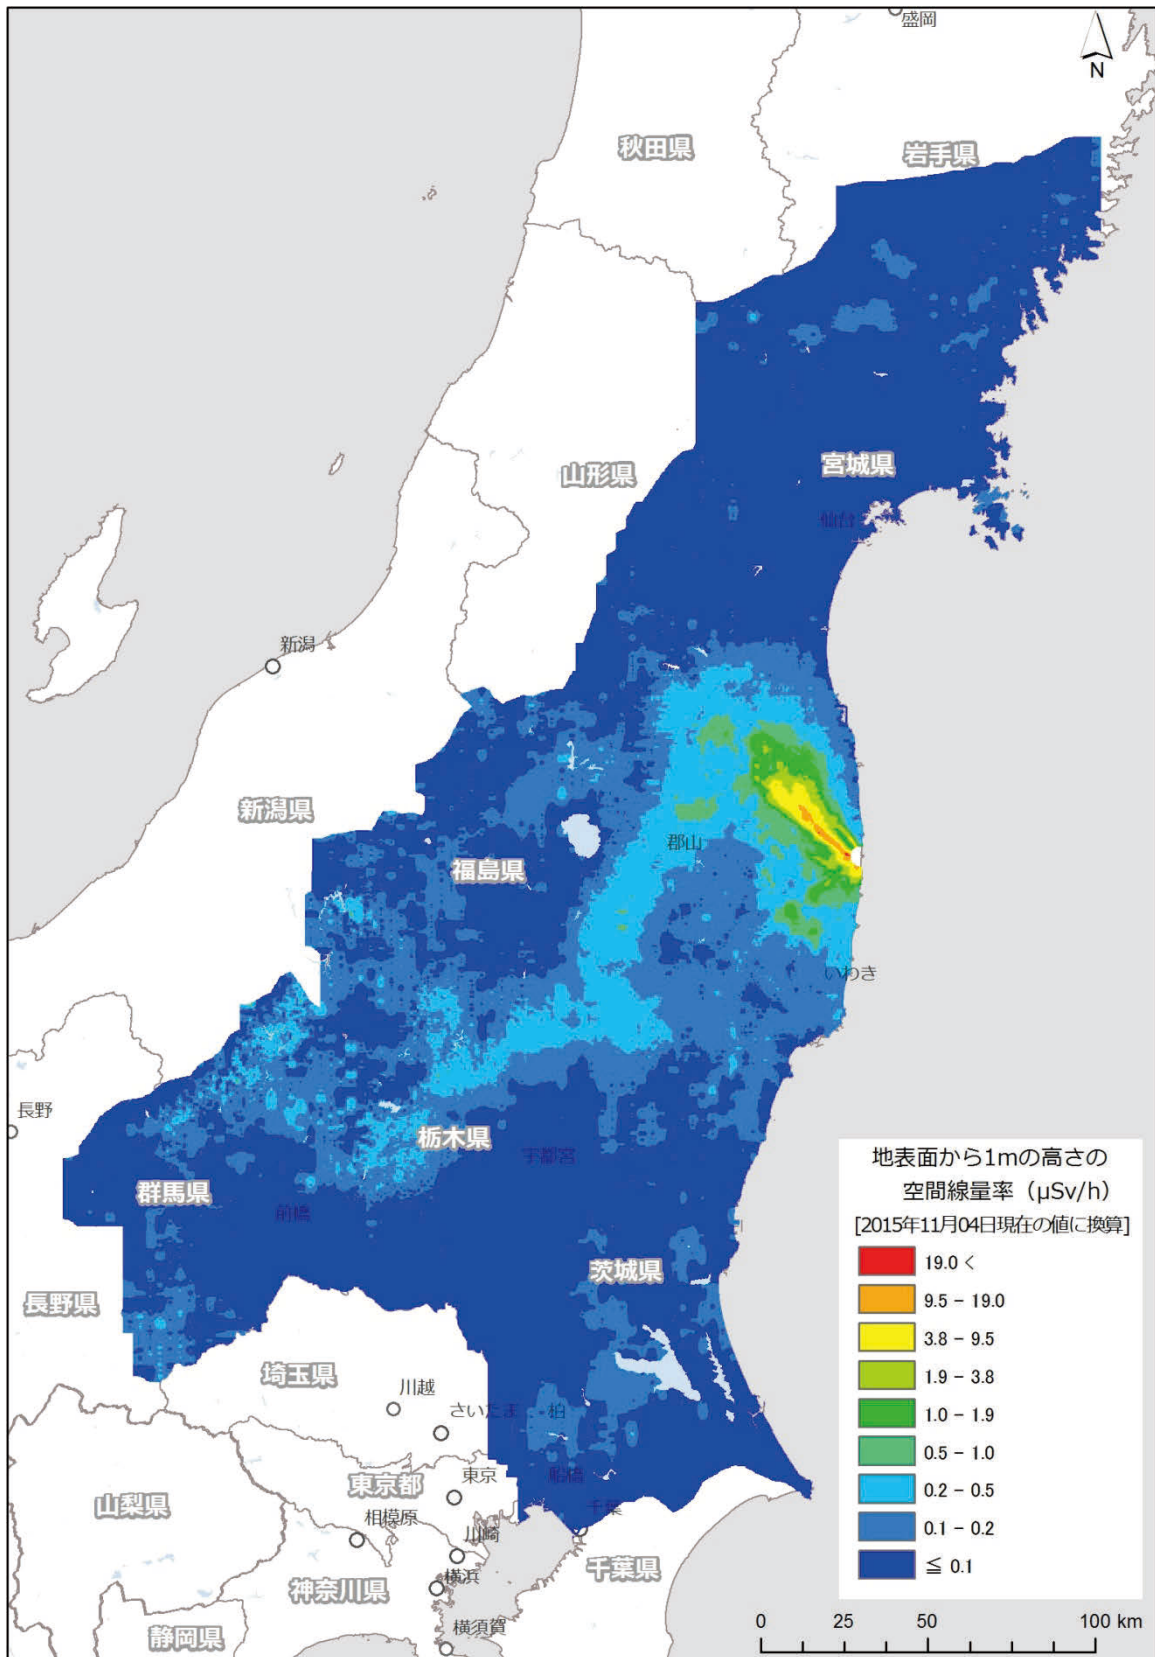 盛岡
N
秋田県
岩手県
山形県
宮城県
仙台
新潟
新潟県
郡山
福島県
いわき
長野
栃木県
宇都宮
群馬県
前橋
茨城県
長野県
埼玉県
川越
さいたま
柏
東京
船橋
東京都
山梨県
相模原
千葉
川崎
千葉県
横浜
神奈川県
静岡県
横須賀
地表面から1mの高さの
空間線量率（μSv/h）
[2015年11月04日現在の値に換算]
19.0 <
9.5 - 19.0
3.8 - 9.5
1.9 - 3.8
1.0 - 1.9
0.5 - 1.0
0.2 - 0.5
0.1 - 0.2
≦ 0.1
0 25 50 100 km